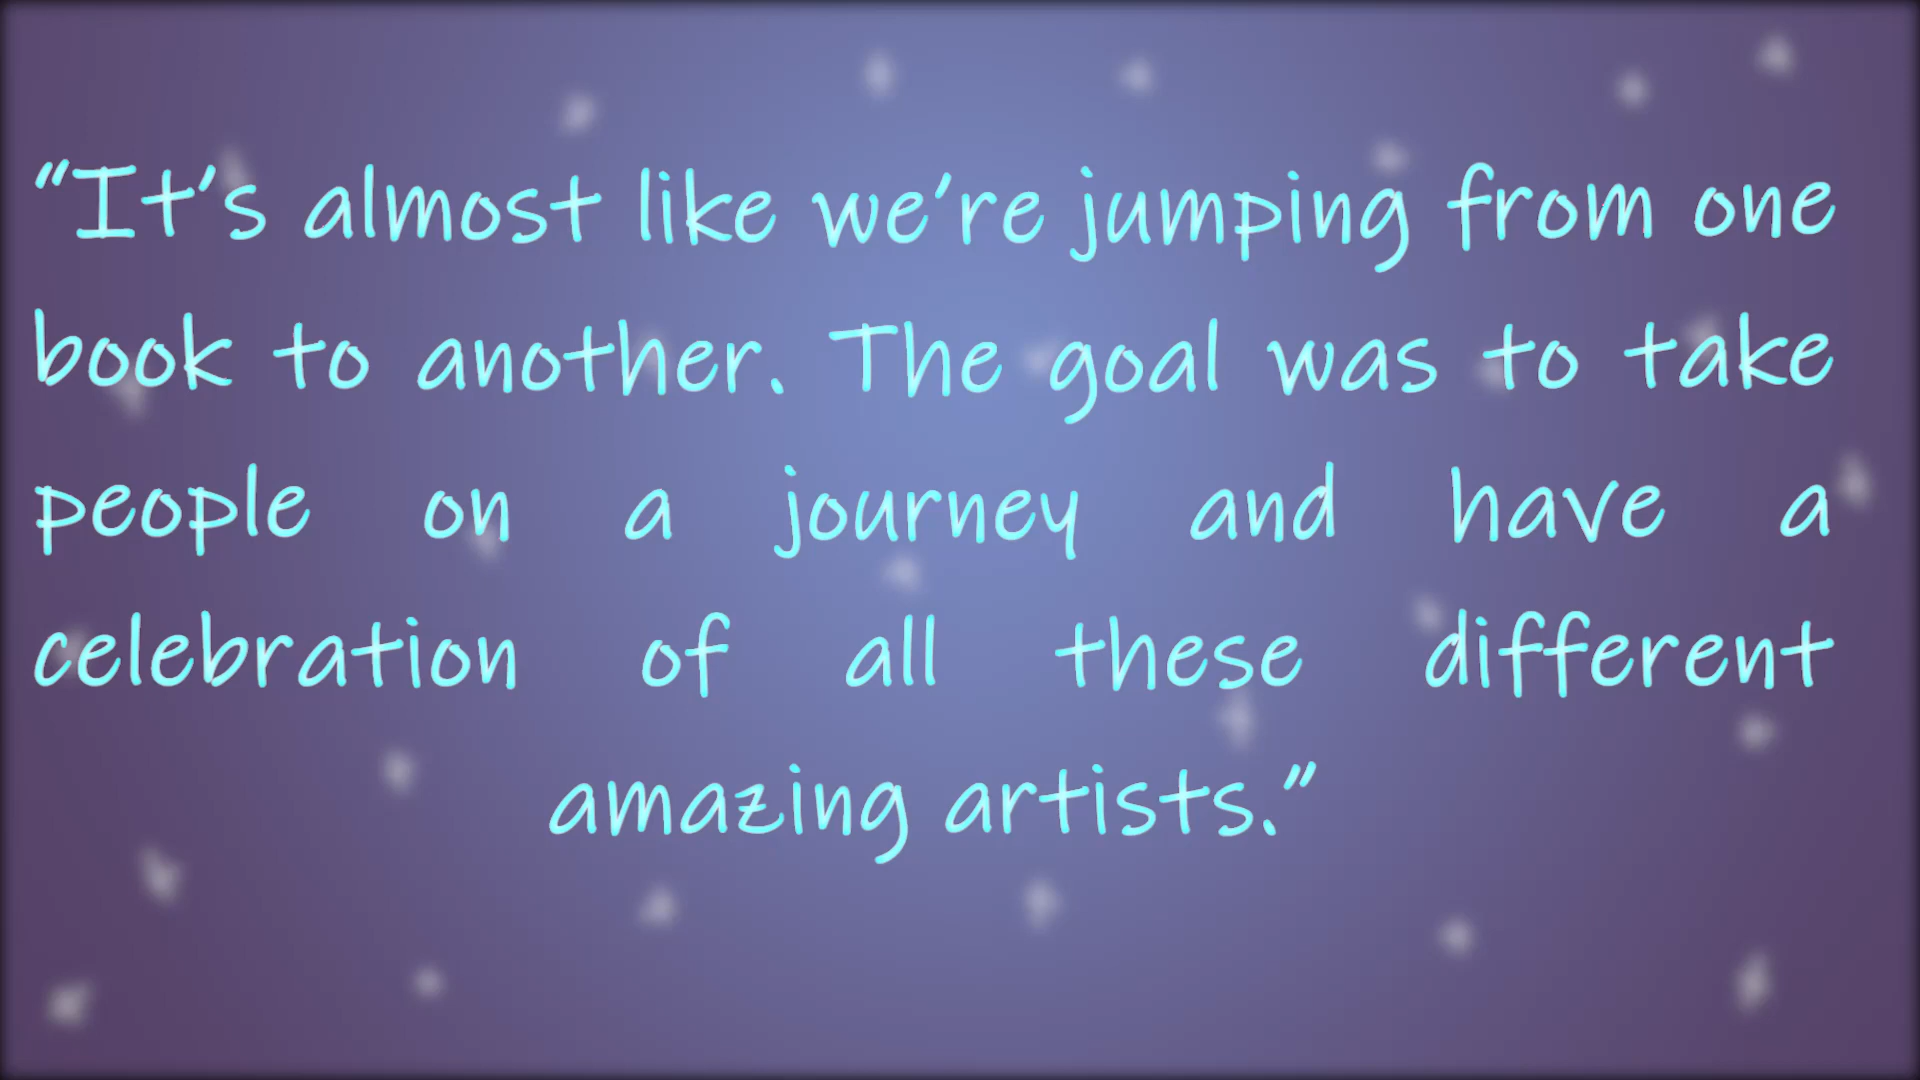 “It’s almost like we’re jumping from one
book to another. The goal was to take
people on a journey and have a
celebration of all these different
amazing artists.”